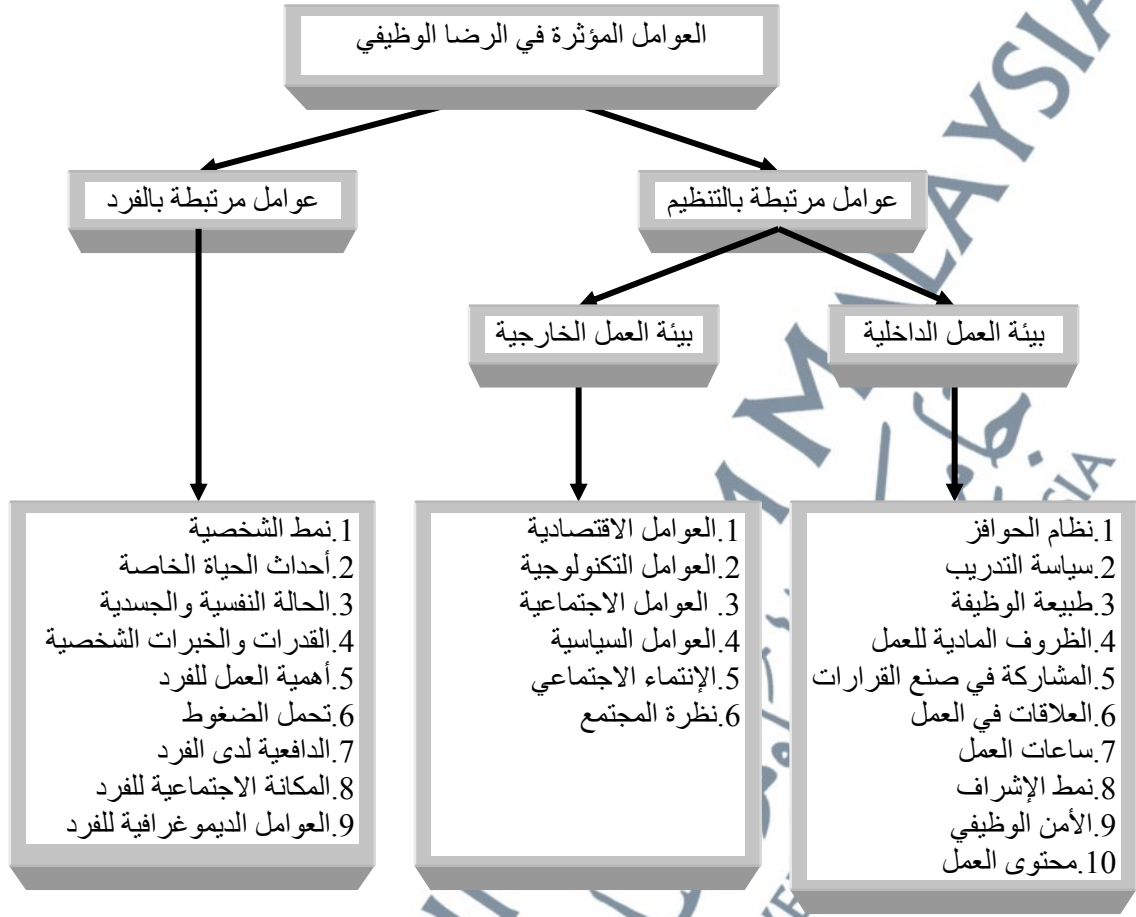 العوامل المؤثرة في الرضا الوظيفي
عوامل مرتبطة بالتنظيم
عوامل مرتبطة بالفرد
بيئة العمل الداخلية
بيئة العمل الخارجية
1.نظام الحوافز
2.سياسة التدريب
3.طبيعة الوظيفة
4.الظروف المادية للعمل
5.المشاركة في صنع القرارات
6.العلاقات في العمل
7.ساعات العمل
8.نمط الإشراف
9.الأمن الوظيفي
10.محتوى العمل
1.العوامل الاقتصادية
2.العوامل التكنولوجية
3. العوامل الاجتماعية
4.العوامل السياسية
5.الإنتماء الاجتماعي
6.نظرة المجتمع
1.نمط الشخصية
2.أحداث الحياة الخاصة
3.الحالة النفسية والجسدية
4.القدرات والخبرات الشخصية
5.أهمية العمل للفرد
6.تحمل الضغوط
7.الدافعية لدى الفرد
8.المكانة الاجتماعية للفرد
9.العوامل الديموغرافية للفرد